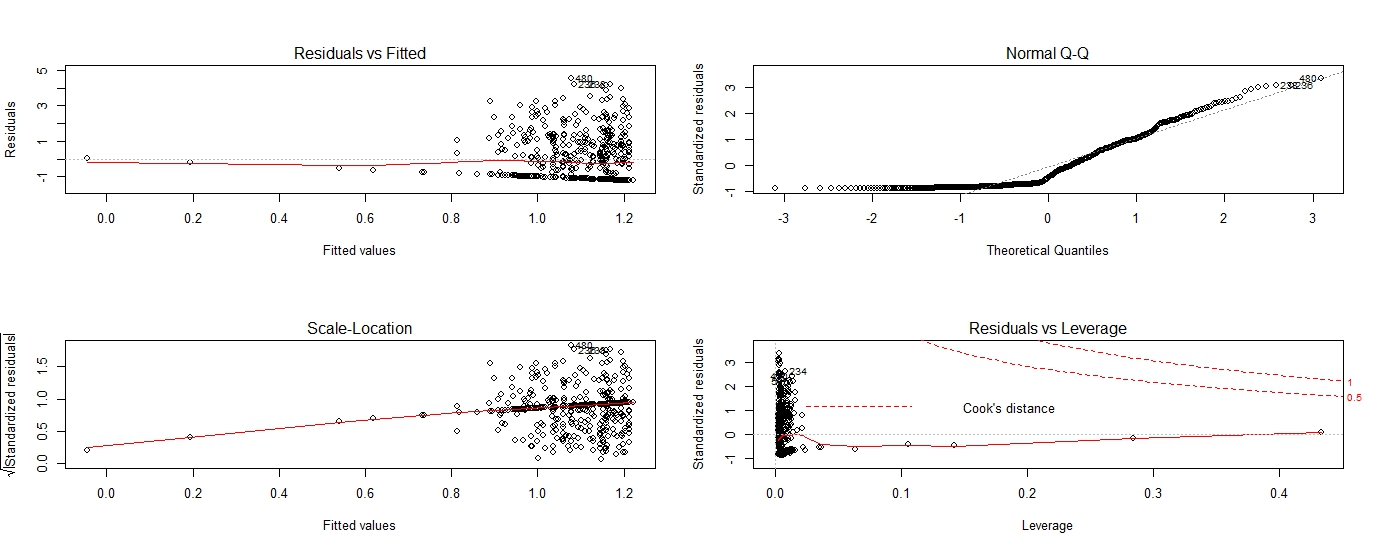 Residuals vs Fitted
Residuals
5
3
1
-1
480
0.0 0.2 0.4 0.6 0.8 1.0 1.2
Fitted values
Normal Q-Q
Standardized residuals
3
2
1
0
-1
480
236
-3 -2 -1 0 1 2 3
Theoretical Quantiles
Scale-Location
√|Standardized residuals|
1.5
1.0
0.5
0.0
480
0.0 0.2 0.4 0.6 0.8 1.0 1.2
Fitted values
Residuals vs Leverage
Standardized residuals
3
2
1
0
-1
234
Cook's distance
1
0.5
0.0 0.1 0.2 0.3 0.4
Leverage